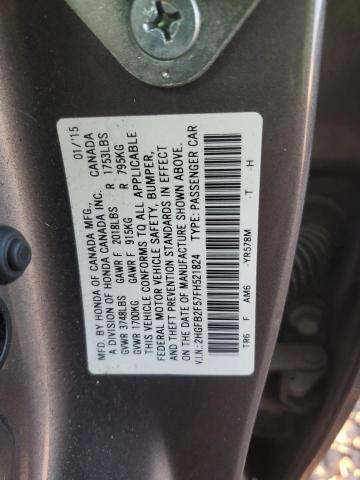 MFD. BY HONDA OF CANADA MFG., 01/'15
A DIVISION OF HONDA CANADA INC. CANADA
GVWR 3748LBS GAWR F 2018LBS R 1753LBS
GVWR 1700KG GAWR F 915KG R 795KG
THIS VEHICLE CONFORMS TO ALL APPLICABLE
FEDERAL MOTOR VEHICLE SAFETY, BUMPER,
AND THEFT PREVENTION STANDARDS IN EFFECT
ON THE DATE OF MANUFACTURE SHOWN ABOVE.
V.I.N.: 2HGFB2F57FH521824 TYPE: PASSENGER CAR
TR6 F AM6 -YR578M -T -H